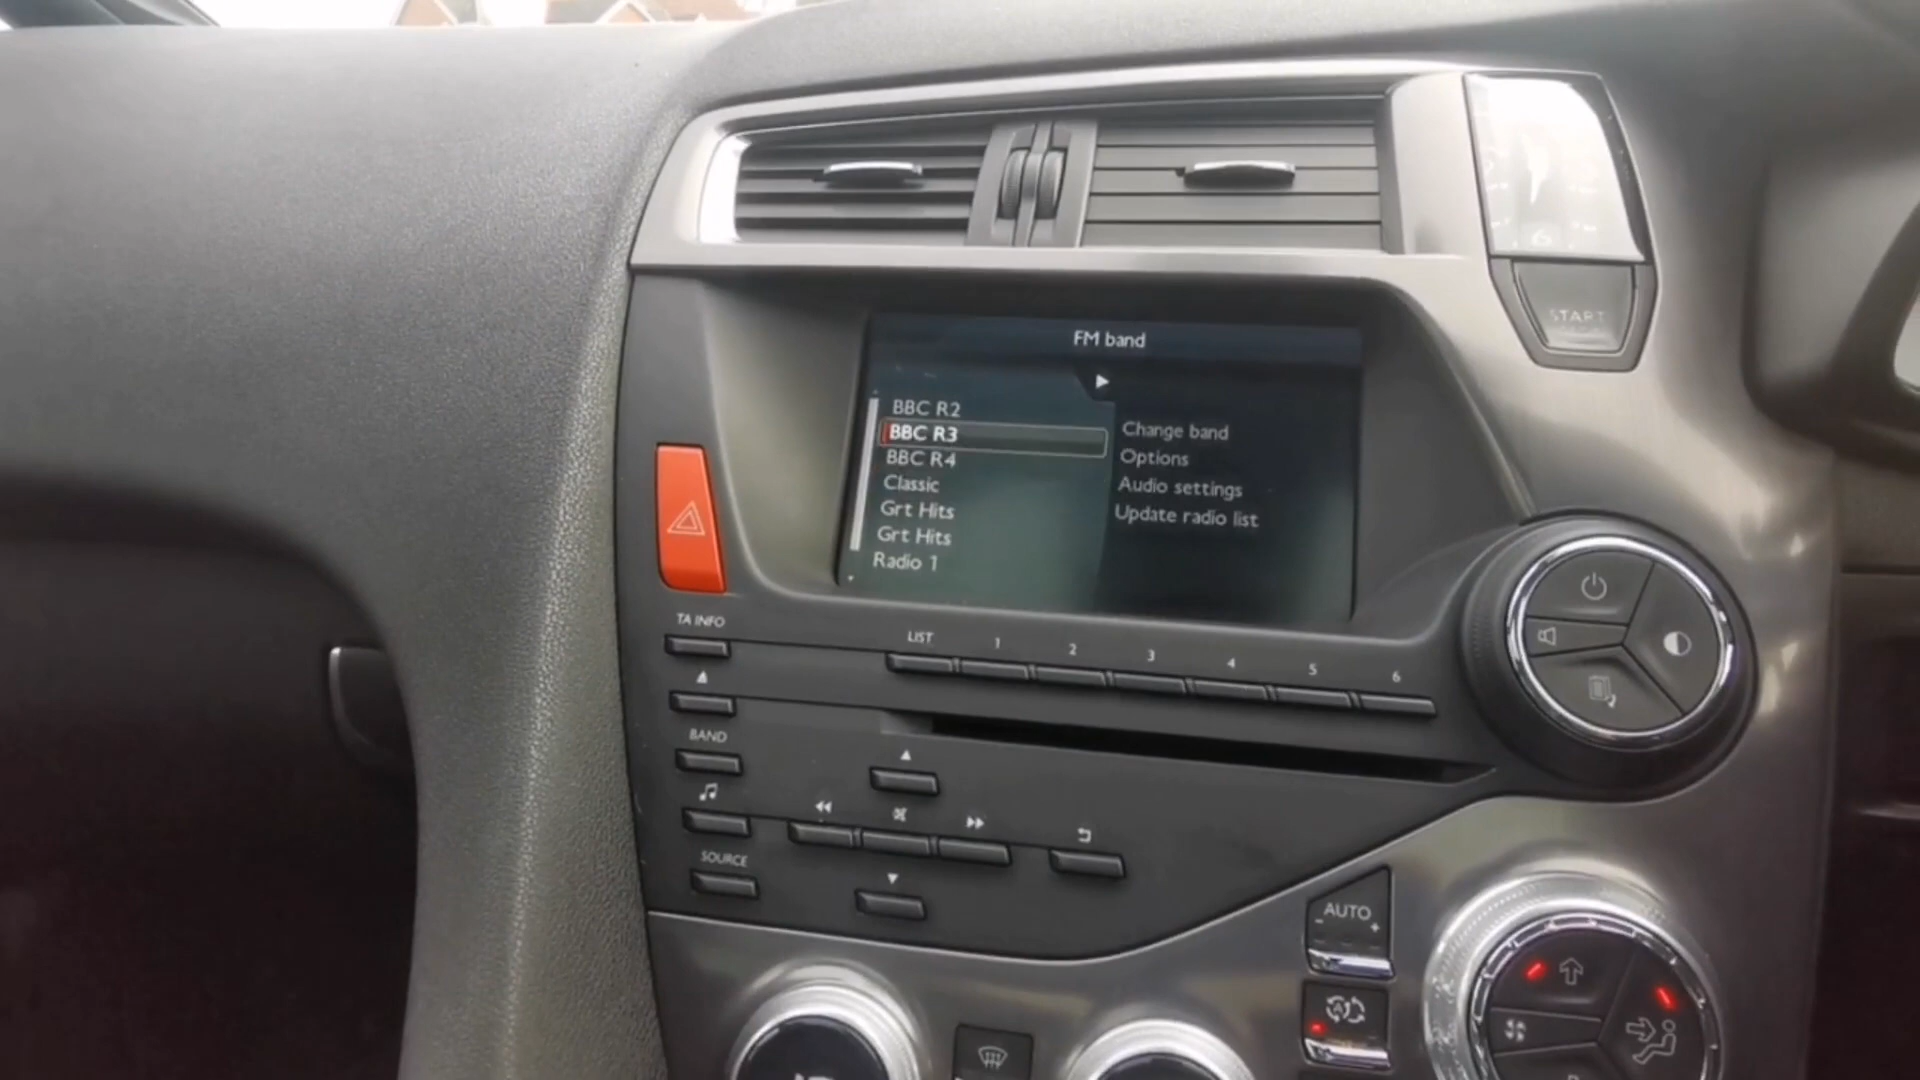 START
FM band
BBC R2
BBC R3
BBC R4
Classic
Grt Hits
Grt Hits
Radio 1
Change band
Options
Audio settings
Update radio list
TA INFO
LIST 1 2 3 4 5 6
BAND
SOURCE
AUTO